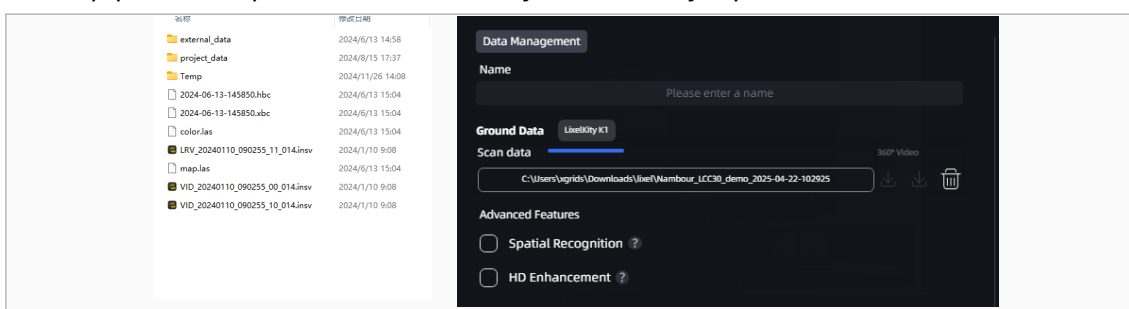 名称 修改日期
external_data 2024/6/13 14:58
project_data 2024/8/15 17:37
Temp 2024/11/26 14:08
2024-06-13-145850.hbc 2024/6/13 15:04
2024-06-13-145850.xbc 2024/6/13 15:04
color.las 2024/6/13 15:04
LRV_20240110_090255_11_014.insv 2024/1/10 9:08
map.las 2024/6/13 15:04
VID_20240110_090255_00_014.insv 2024/1/10 9:08
VID_20240110_090255_10_014.insv 2024/1/10 9:08
Data Management
Name
Please enter a name
Ground Data LixelKity K1
Scan data 360° Video
C:\Users\xgrids\Downloads\lixel\Nambour_LCC30_demo_2025-04-22-102925
Advanced Features
Spatial Recognition ?
HD Enhancement ?